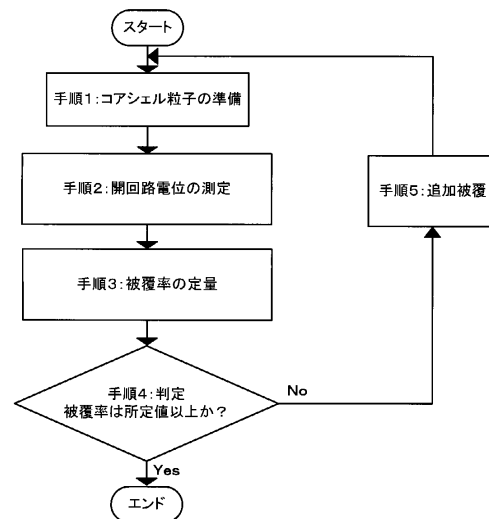 スタート
手順1:コアシェル粒子の準備
手順2:開回路電位の測定
手順5:追加被覆
手順3:被覆率の定量
手順4:判定
被覆率は所定値以上か?
No
Yes
エンド